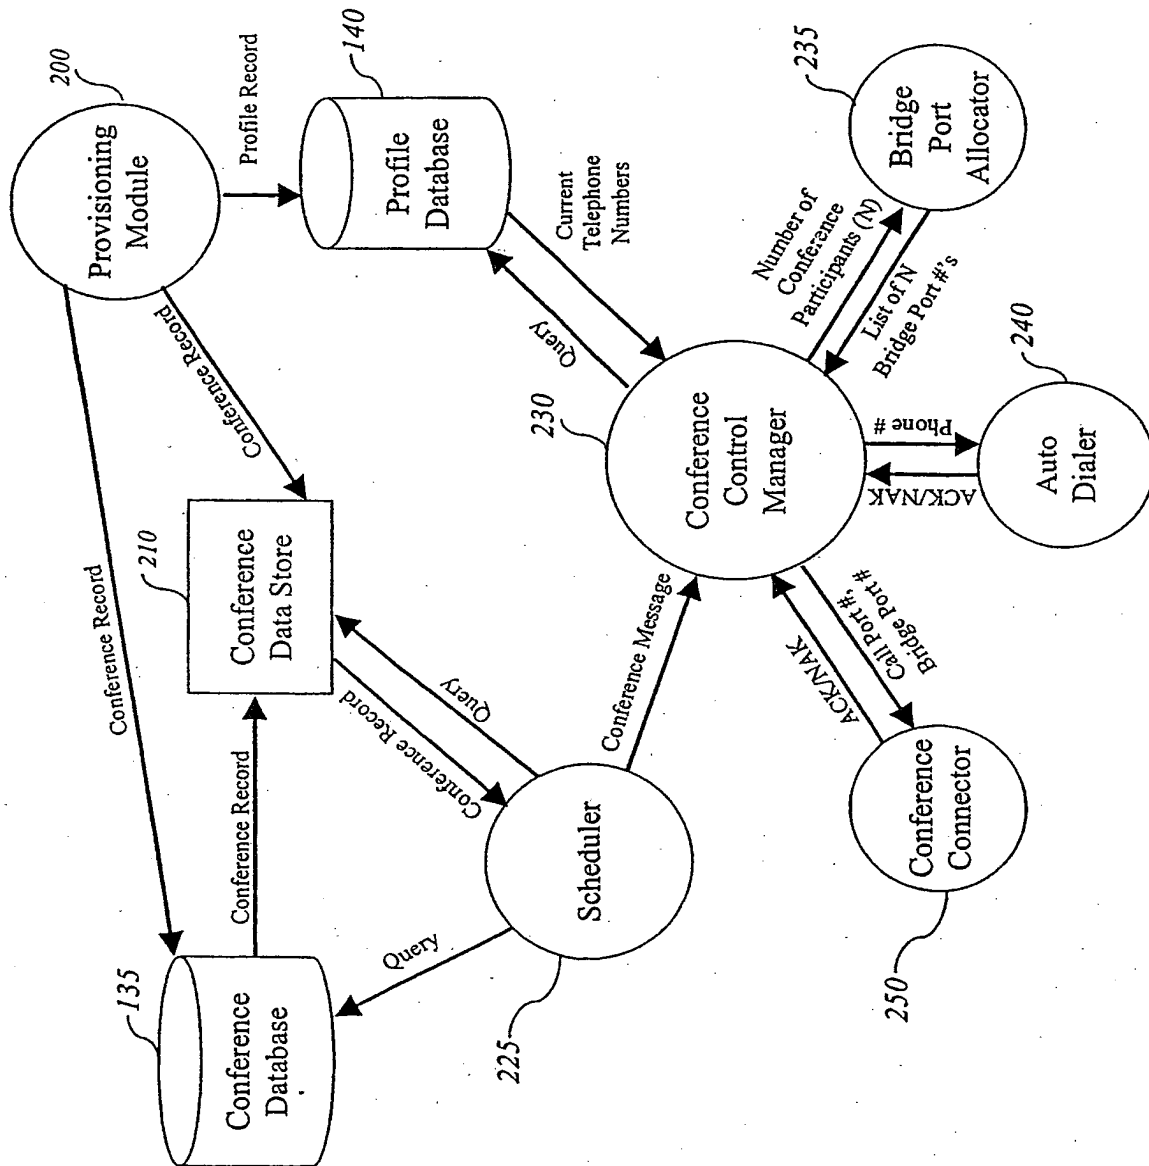 135
Conference
Database
Conference Record
Conference Record
Query
210
Conference
Data Store
Conference Record
Query
Conference Record
200
Provisioning
Module
Profile Record
140
Profile
Database
Query
Current
Telephone
Numbers
225
Scheduler
Conference Message
230
Conference
Control
Manager
250
Conference
Connector
ACK/NAK
Call Port #,
Bridge Port #
240
Auto
Dialer
ACK/NAK
Phone #
235
Bridge
Port
Allocator
Number of
Conference
Participants (N)
List of N
Bridge Port #'s